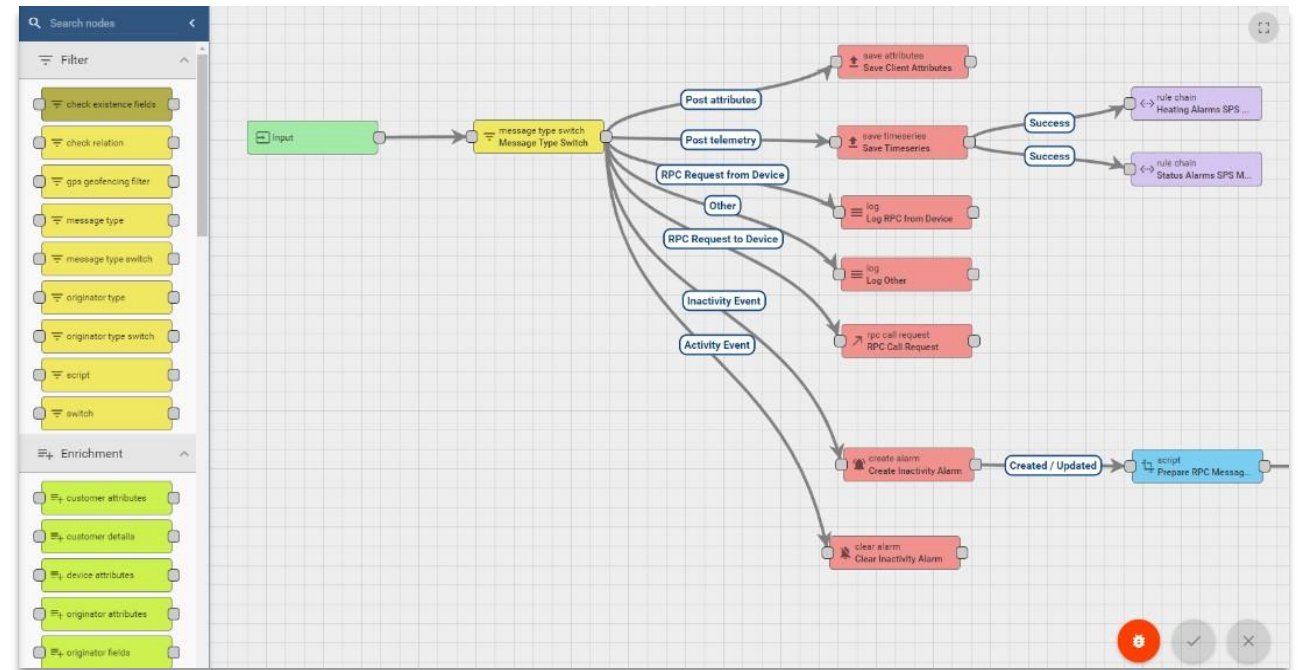 Search nodes
Filter
check existence fields
check relation
gps geofencing filter
message type
message type switch
originator type
originator type switch
script
switch
Enrichment
customer attributes
customer details
device attributes
originator attributes
originator fields
Input
message type switch
Message Type Switch
Post attributes
Post telemetry
RPC Request from Device
Other
RPC Request to Device
Inactivity Event
Activity Event
save attributes
Save Client Attributes
save timeseries
Save Timeseries
log
Log RPC from Device
log
Log Other
rpc call request
RPC Call Request
create alarm
Create Inactivity Alarm
clear alarm
Clear Inactivity Alarm
Success
Success
rule chain
Heating Alarms SPS ...
rule chain
Status Alarms SPS M...
Created / Updated
script
Prepare RPC Messag...